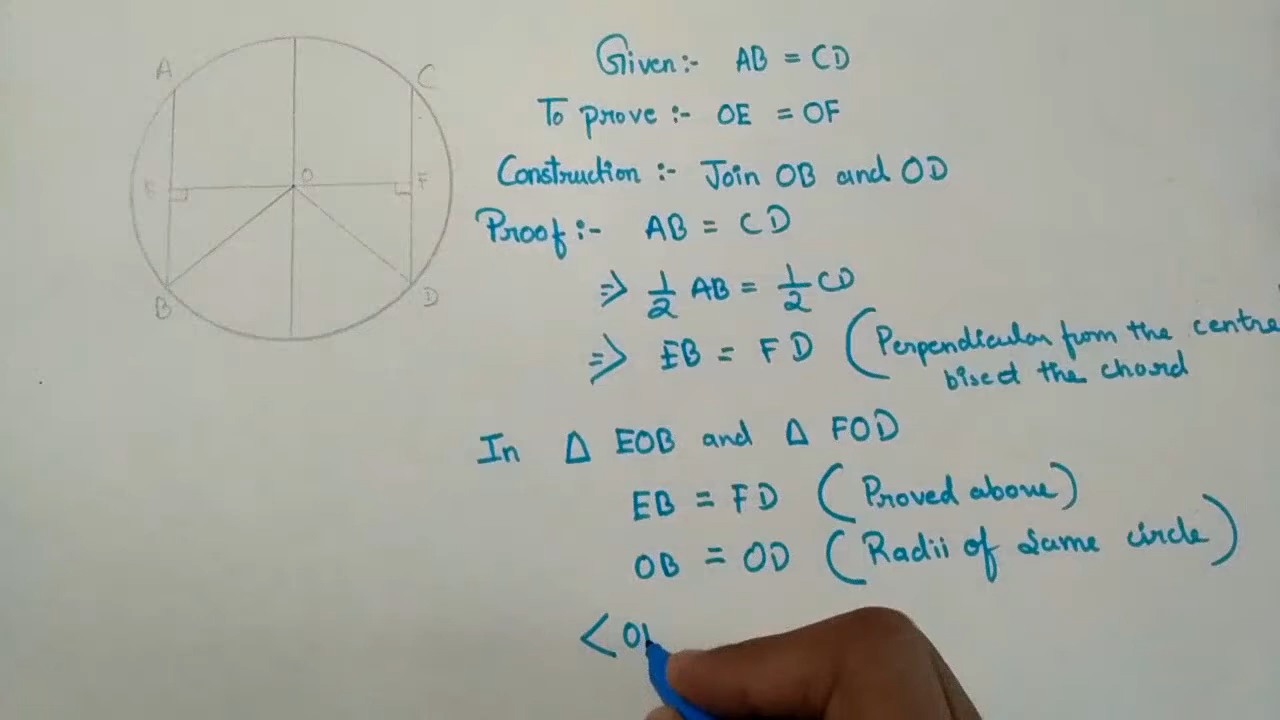 A
C
E
O
F
B
D
Given:- AB = CD
To prove:- OE = OF
Construction:- Join OB and OD
Proof:- AB = CD
⇒ 1/2 AB = 1/2 CD
⇒ EB = FD (Perpendicular from the centre
bisect the chord
In Δ EOB and Δ FOD
EB = FD (Proved above)
OB = OD (Radii of same circle)
<O